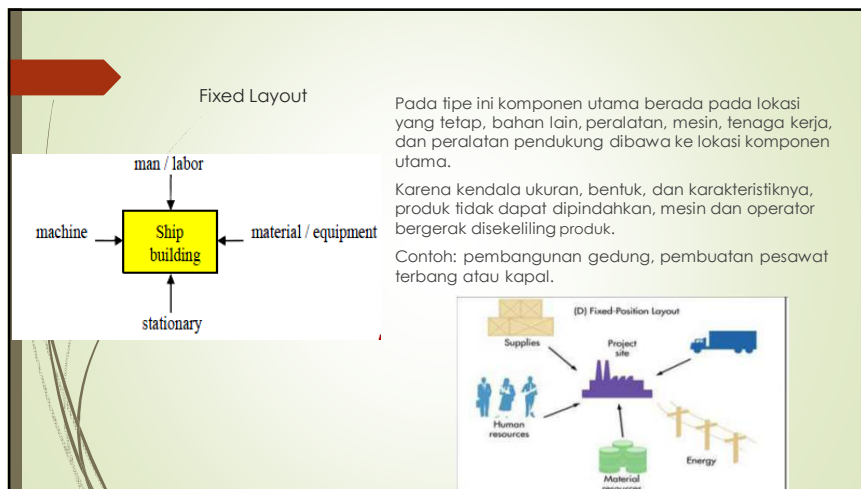 Fixed Layout
man / labor
machine
Ship
building
material / equipment
stationary
Pada tipe ini komponen utama berada pada lokasi
yang tetap, bahan lain, peralatan, mesin, tenaga kerja,
dan peralatan pendukung dibawa ke lokasi komponen
utama.
Karena kendala ukuran, bentuk, dan karakteristiknya,
produk tidak dapat dipindahkan, mesin dan operator
bergerak disekeliling produk.
Contoh: pembangunan gedung, pembuatan pesawat
terbang atau kapal.
(D) Fixed-Position Layout
Supplies
Project
site
Human
resources
Energy
Material
resources